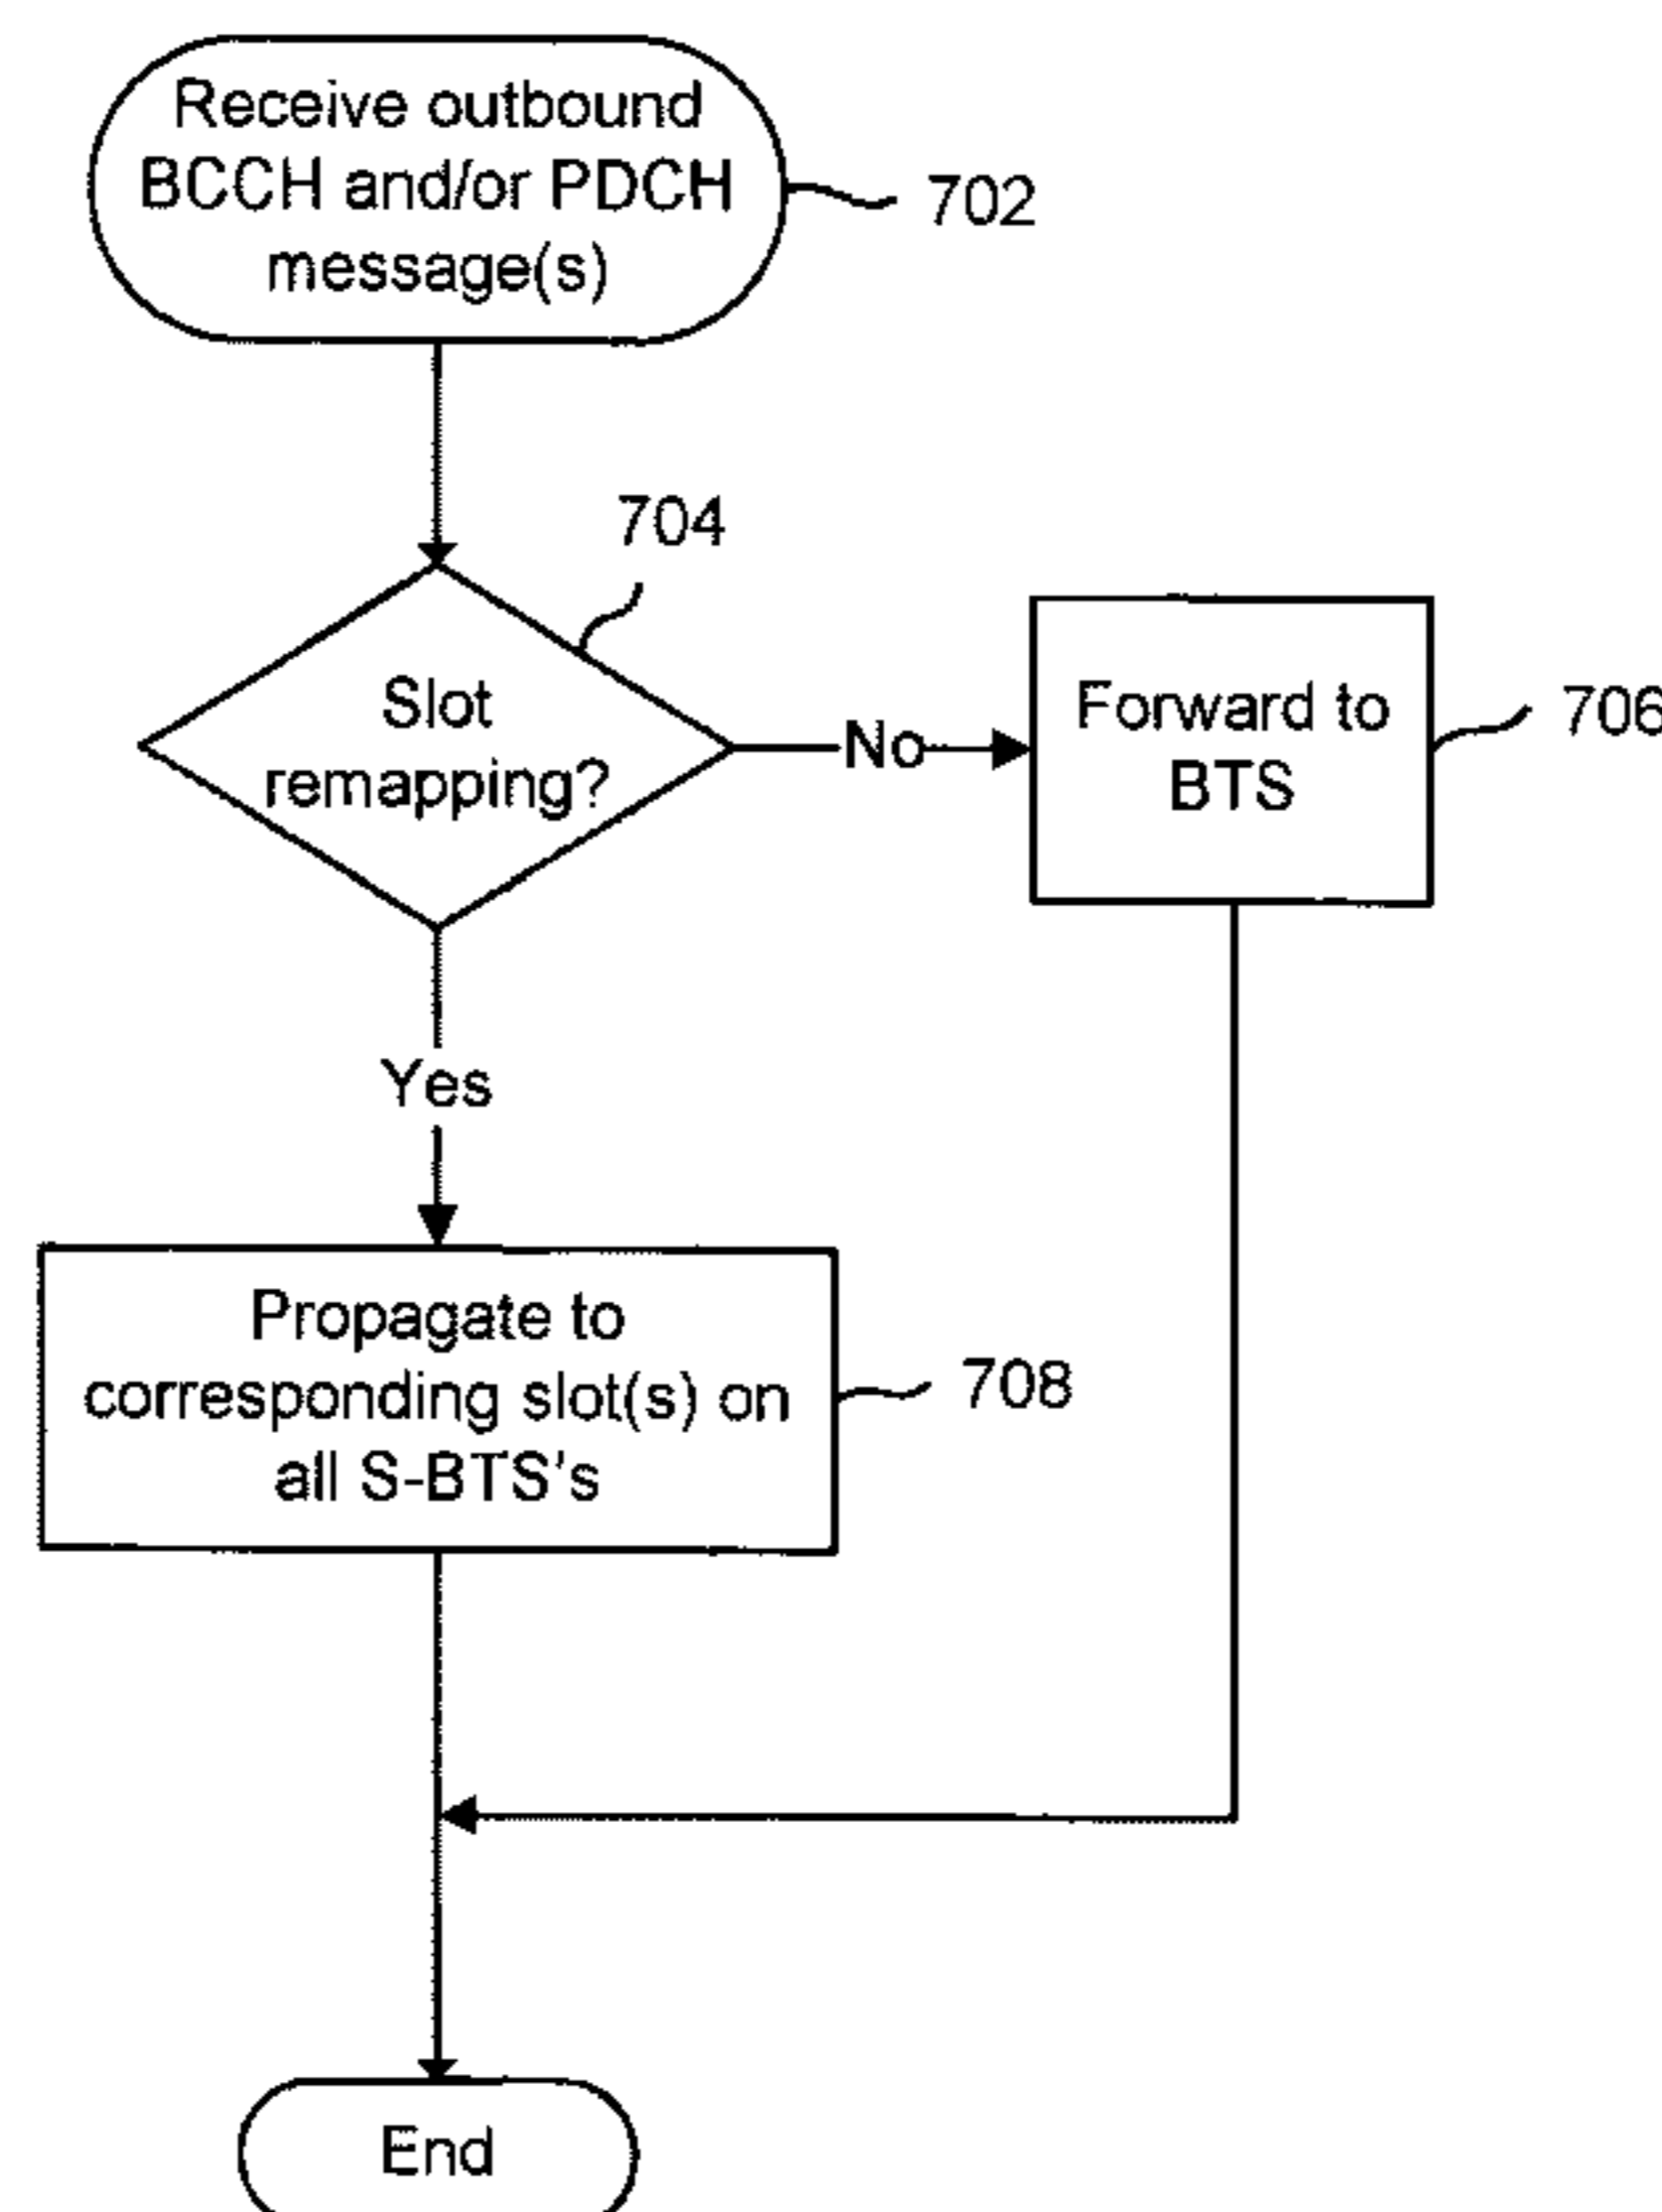 Receive outbound
BCCH and/or PDCH
message(s)
702
704
Slot
remapping?
No
Forward to
BTS
706
Yes
Propagate to
corresponding slot(s) on
all S-BTS's
708
End